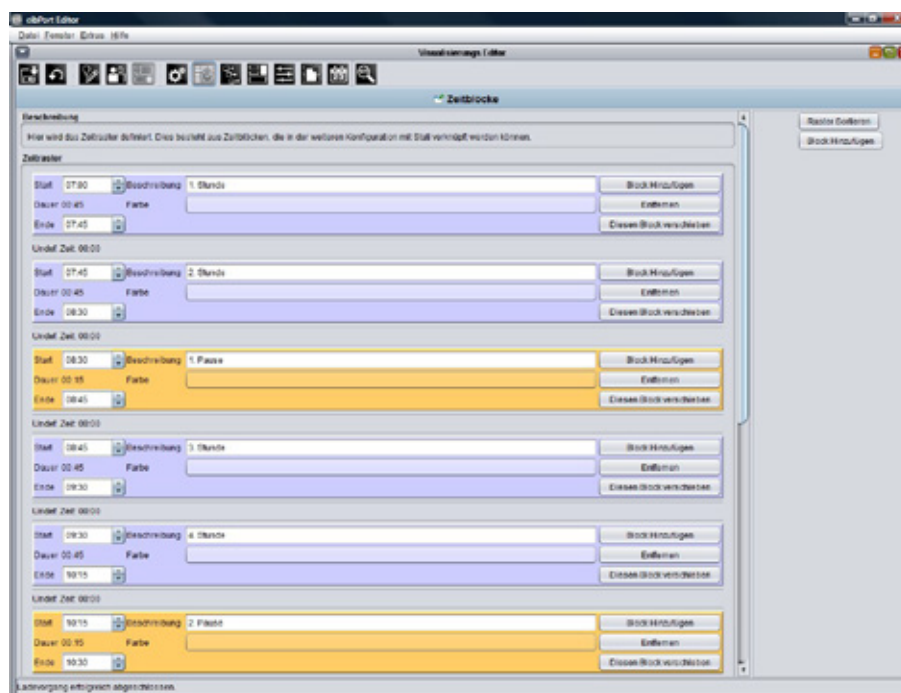 obPort Editor
Datei Fenster Extras Hilfe
Visualisierungs Editor
Zeitblöcke
Beschreibung
Raster Sortieren
Hier wird das Zeitraster definiert. Dies besteht aus Zeitblöcken, die in der weiteren Konfiguration mit Stati verknüpft werden können.
Block Hinzufügen
Zeitraster
Start 07:00 Beschreibung 1. Stunde Block Hinzufügen
Dauer 00:45 Farbe Entfernen
Ende 07:45 Diesen Block verschieben
Undef. Zeit: 00:00
Start 07:45 Beschreibung 2. Stunde Block Hinzufügen
Dauer 00:45 Farbe Entfernen
Ende 08:30 Diesen Block verschieben
Undef. Zeit: 00:00
Start 08:30 Beschreibung 1. Pause Block Hinzufügen
Dauer 00:15 Farbe Entfernen
Ende 08:45 Diesen Block verschieben
Undef. Zeit: 00:00
Start 08:45 Beschreibung 3. Stunde Block Hinzufügen
Dauer 00:45 Farbe Entfernen
Ende 09:30 Diesen Block verschieben
Undef. Zeit: 00:00
Start 09:30 Beschreibung 4. Stunde Block Hinzufügen
Dauer 00:45 Farbe Entfernen
Ende 10:15 Diesen Block verschieben
Undef. Zeit: 00:00
Start 10:15 Beschreibung 2. Pause Block Hinzufügen
Dauer 00:15 Farbe Entfernen
Ende 10:30 Diesen Block verschieben
Ladevorgang erfolgreich abgeschlossen.